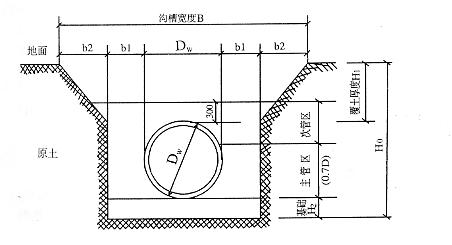 沟槽宽度B
地面
b2
b1
Dw
b1
b2
300
覆土厚度H1
H0
原土
Dw
次管区
主管区
(0.7D)
基础
H2